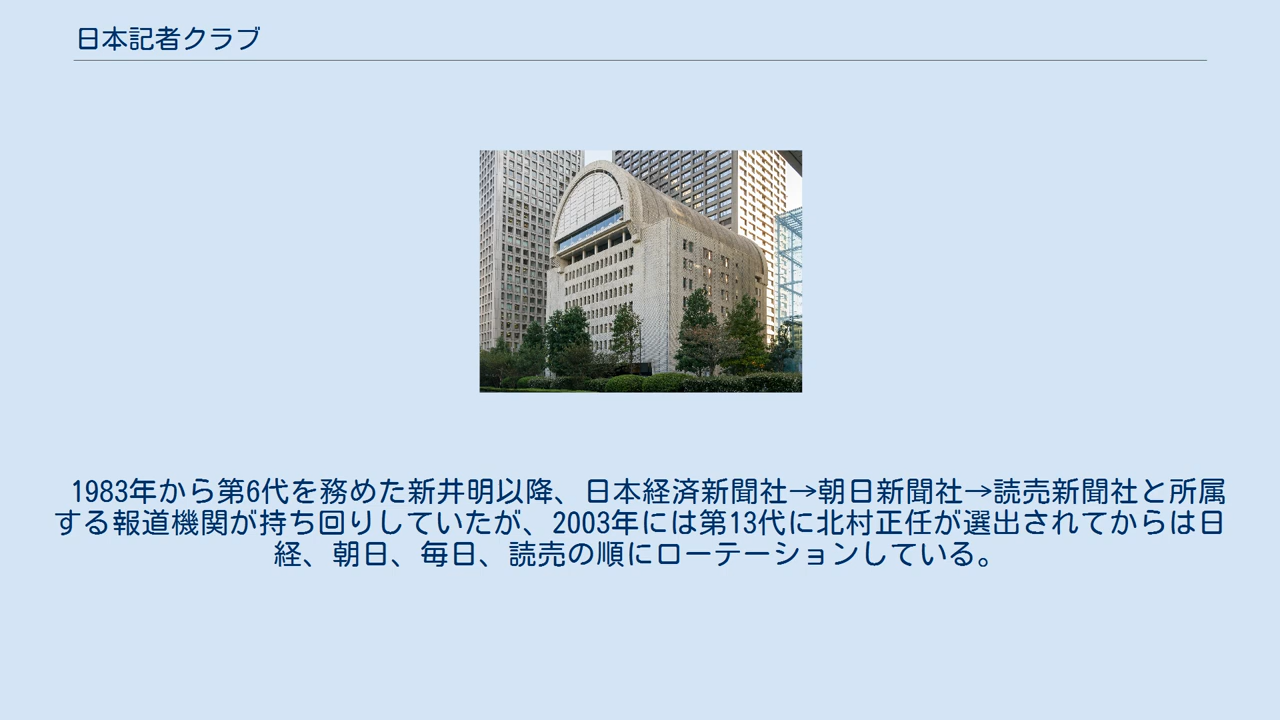 日本記者クラブ
1983年から第6代を務めた新井明以降、日本経済新聞社→朝日新聞社→読売新聞社と所属
する報道機関が持ち回りしていたが、2003年には第13代に北村正任が選出されてからは日
経、朝日、毎日、読売の順にローテーションしている。